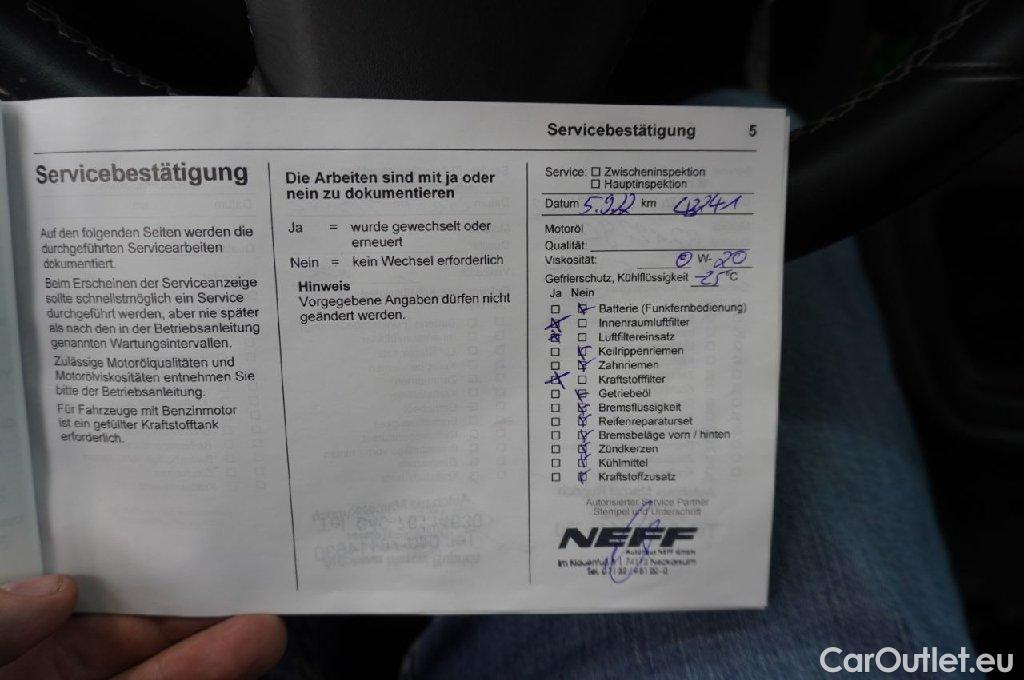 Servicebestätigung 5
Servicebestätigung
Auf den folgenden Seiten werden die
durchgeführten Servicearbeiten
dokumentiert.
Beim Erscheinen der Serviceanzeige
sollte schnellstmöglich ein Service
durchgeführt werden, aber nie später
als nach den in der Betriebsanleitung
genannten Wartungsintervallen.
Zulässige Motorölqualitäten und
Motorölviskositäten entnehmen Sie
bitte der Betriebsanleitung.
Für Fahrzeuge mit Benzinmotor
ist ein gefüllter Kraftstofftank
erforderlich.
Die Arbeiten sind mit ja oder
nein zu dokumentieren
Ja = wurde gewechselt oder
erneuert
Nein = kein Wechsel erforderlich
Hinweis
Vorgegebene Angaben dürfen nicht
geändert werden.
Service: Zwischeninspektion
Hauptinspektion
Datum 5.9.22 km
Motoröl
Qualität:
Viskosität: 0 W- 20
Gefrierschutz, Kühlflüssigkeit -25 °C
Ja Nein
Batterie (Funkfernbedienung)
Innenraumluftfilter
Luftfiltereinsatz
Keilrippenriemen
Zahnriemen
Kraftstofffilter
Getriebeöl
Bremsflüssigkeit
Reifenreparaturset
Bremsbeläge vorn / hinten
Zündkerzen
Kühlmittel
Kraftstoffzusatz
Autorisierter Service Partner
Stempel und Unterschrift
NEFF
Autohaus NEFF GmbH
74172 Neckarsulm
Tel.
CarOutlet.eu